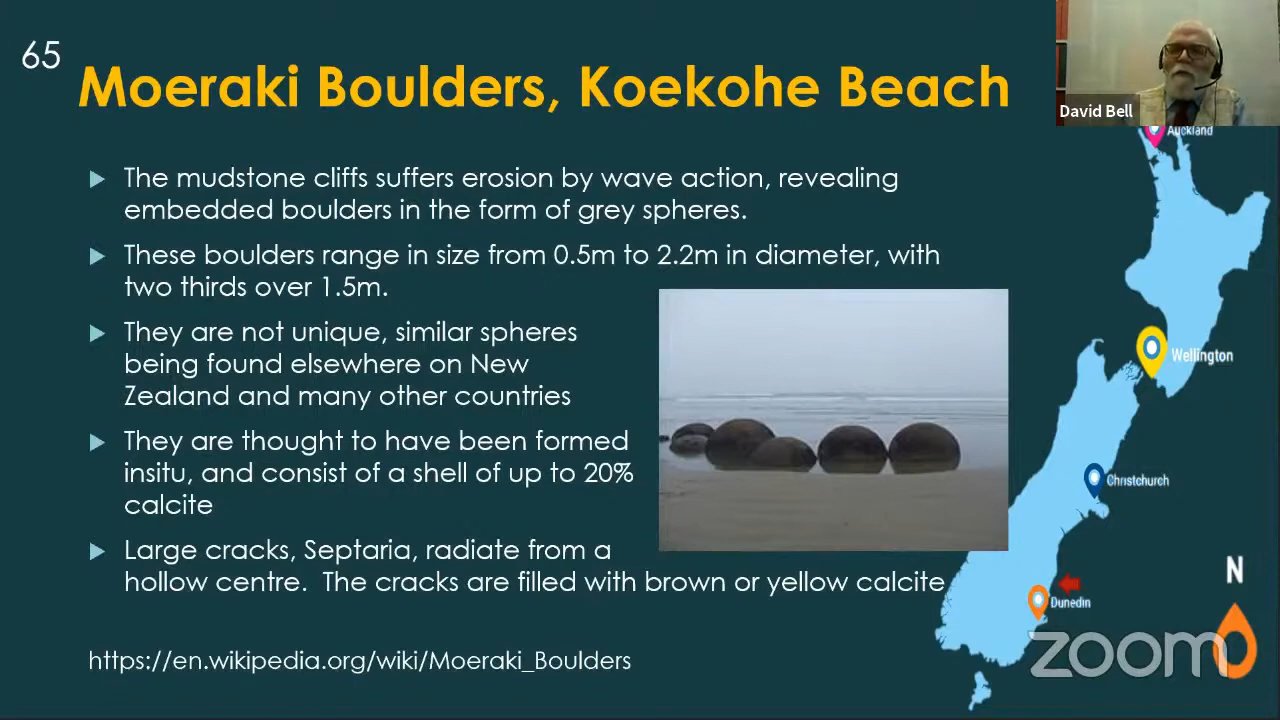 65
Moeraki Boulders, Koekohe Beach
David Bell
Auckland
The mudstone cliffs suffers erosion by wave action, revealing
embedded boulders in the form of grey spheres.
These boulders range in size from 0.5m to 2.2m in diameter, with
two thirds over 1.5m.
They are not unique, similar spheres
being found elsewhere on New
Zealand and many other countries
Wellington
They are thought to have been formed
insitu, and consist of a shell of up to 20%
calcite
Christchurch
Large cracks, Septaria, radiate from a
hollow centre. The cracks are filled with brown or yellow calcite
N
Dunedin
https://en.wikipedia.org/wiki/Moeraki_Boulders
zoom